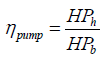 η_pump = HP_h / HP_b